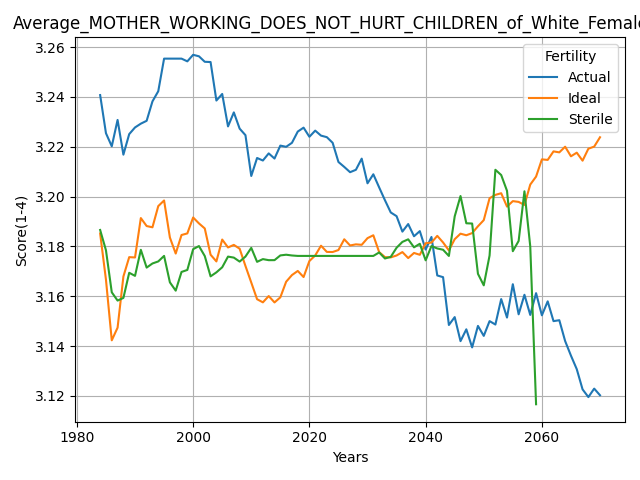 Average_MOTHER_WORKING_DOES_NOT_HURT_CHILDREN_of_White_Female
Fertility
Actual
Ideal
Sterile
Score(1-4)
3.26
3.24
3.22
3.20
3.18
3.16
3.14
3.12
1980
2000
2020
2040
2060
Years